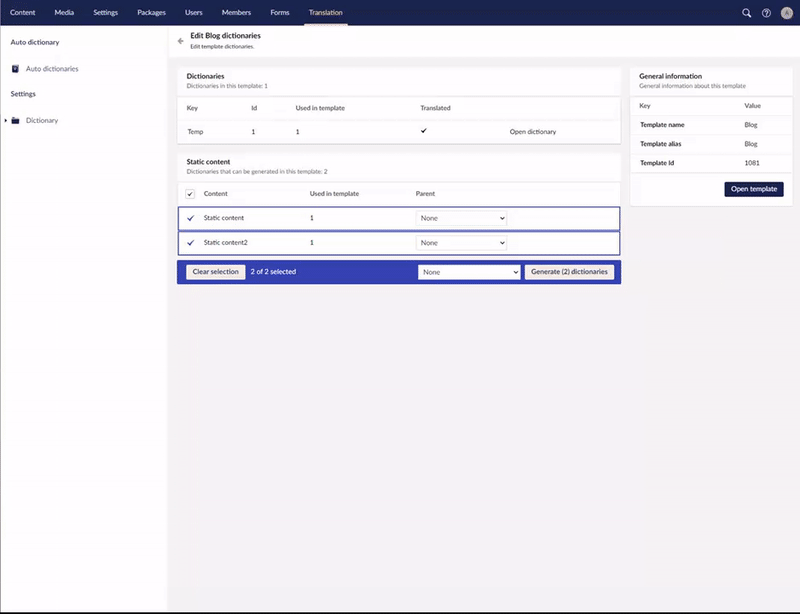 Content Media Settings Packages Users Members Forms Translation
A
Auto dictionary
Auto dictionaries
Settings
Dictionary
Edit Blog dictionaries
Edit template dictionaries.
Dictionaries
Dictionaries in this template: 1
Key Id Used in template Translated
Temp 1 1 Open dictionary
Static content
Dictionaries that can be generated in this template: 2
Content Used in template Parent
Static content 1 None
Static content2 1 None
Clear selection 2 of 2 selected None Generate (2) dictionaries
General information
General information about this template
Key Value
Template name Blog
Template alias Blog
Template Id 1081
Open template